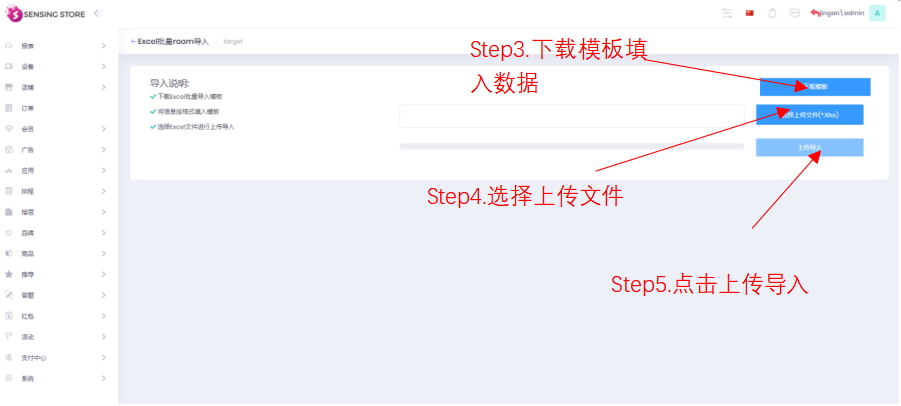 SENSING STORE
jingan\admin
A
报表
设备
店铺
订单
会员
广告
应用
排程
楼层
品牌
商品
推荐
答题
红包
活动
支付中心
系统
←Excel批量room导入
target
导入说明:
下载Excel批量导入模板
将信息按格式填入模板
选择Excel文件进行上传导入
下载模板
选择上传文件(*.Xlsx)
上传导入
Step3.下载模板填
入数据
Step4.选择上传文件
Step5.点击上传导入